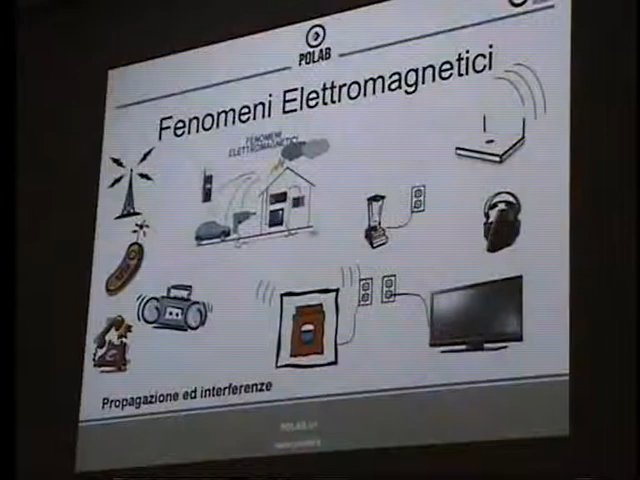 POLAB
Fenomeni Elettromagnetici
FENOMENI
ELETTROMAGNETICI
Propagazione ed interferenze